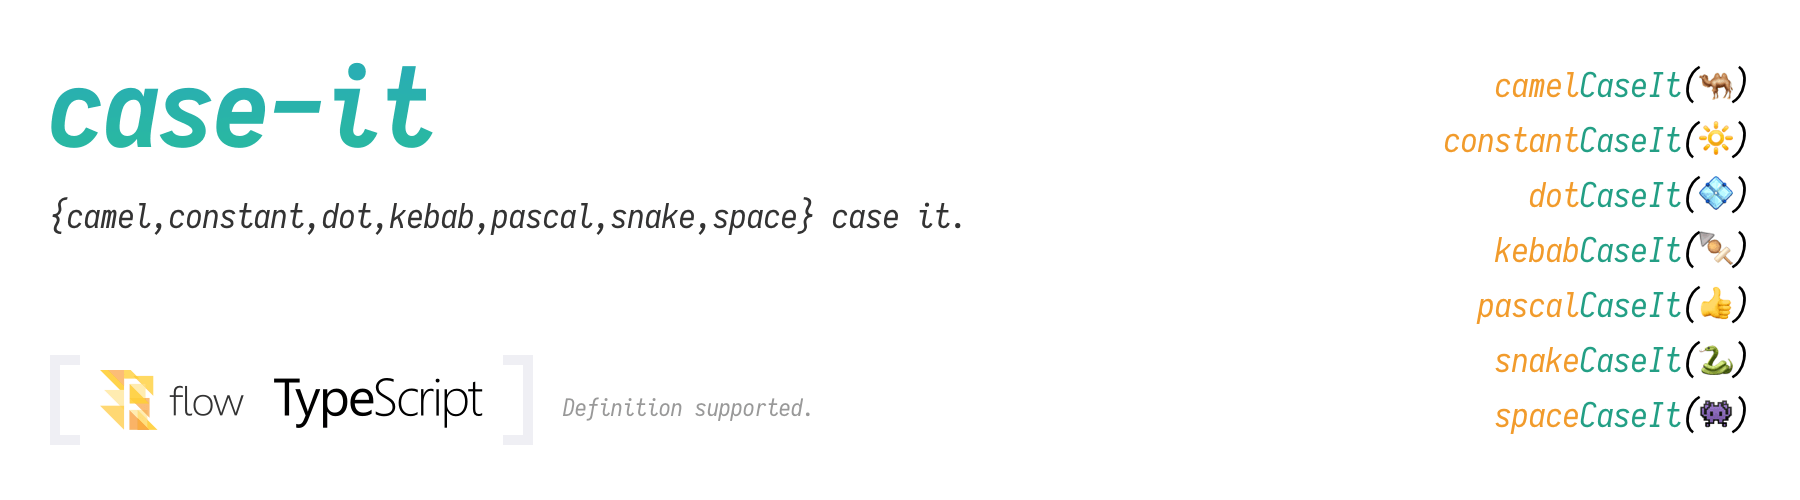 case-it
{camel,constant,dot,kebab,pascal,snake,space} case it.
flow TypeScript
Definition supported.
camelCaseIt(🐫)
constantCaseIt(☀️)
dotCaseIt(💠)
kebabCaseIt(🍢)
pascalCaseIt(👍)
snakeCaseIt(🐍)
spaceCaseIt(👾)